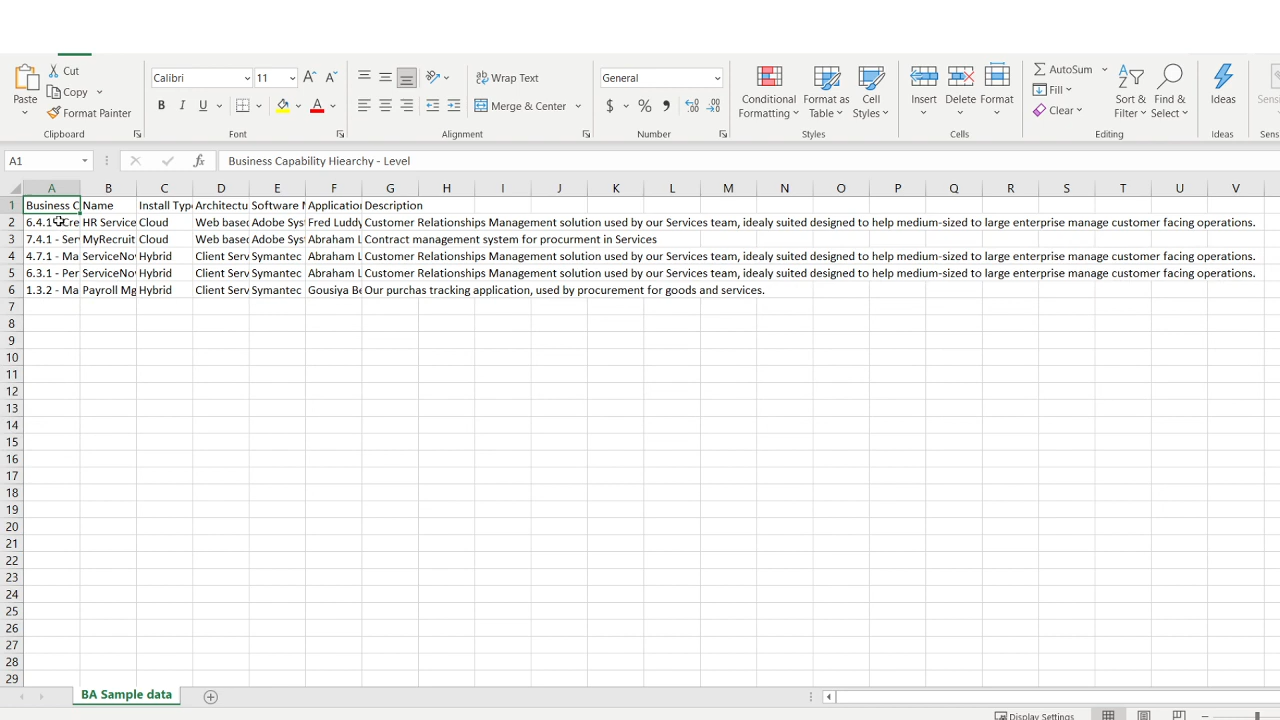 Cut
Copy
Format Painter
Paste
Clipboard
Calibri 11
B I U A
Font
Wrap Text
Merge & Center
Alignment
General
$ %
Number
Conditional Formatting
Format as Table
Cell Styles
Styles
Insert Delete Format
Cells
AutoSum
Fill
Clear
Sort & Filter
Find & Select
Editing
Ideas
Ideas
Sens
Sens
A1 fx Business Capability Hiearchy - Level
A B C D E F G H I J K L M N O P Q R S T U V
1 Business C Name Install Typ Architectu Software Application Description
2 6.4.1 Cre HR Service Cloud Web based Adobe Sys Fred Luddy Customer Relationships Management solution used by our Services team, idealy suited designed to help medium-sized to large enterprise manage customer facing operations.
3 7.4.1 - Ser MyRecruit Cloud Web based Adobe Sys Abraham L Contract management system for procurment in Services
4 4.7.1 - Ma ServiceNo Hybrid Client Serv Symantec Abraham L Customer Relationships Management solution used by our Services team, idealy suited designed to help medium-sized to large enterprise manage customer facing operations.
5 6.3.1 - Per ServiceNo Hybrid Client Serv Symantec Abraham L Customer Relationships Management solution used by our Services team, idealy suited designed to help medium-sized to large enterprise manage customer facing operations.
6 1.3.2 - Ma Payroll Mg Hybrid Client Serv Symantec Gousiya Be Our purchas tracking application, used by procurement for goods and services.
7
8
9
10
11
12
13
14
15
16
17
18
19
20
21
22
23
24
25
26
27
28
29
BA Sample data
Display Settings